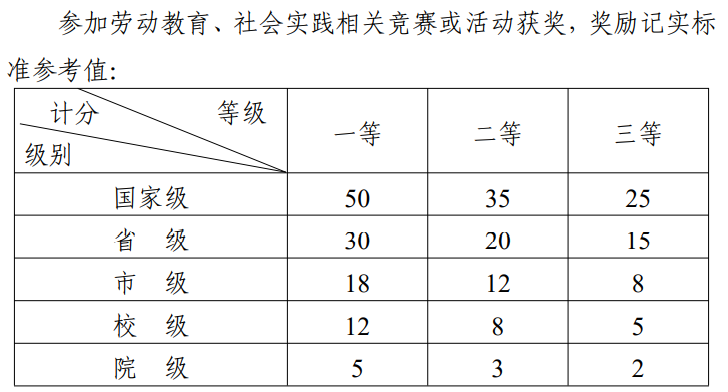 参加劳动教育、社会实践相关竞赛或活动获奖，奖励记实标
准参考值：
计分 等级 级别 一等 二等 三等
国家级 50 35 25
省 级 30 20 15
市 级 18 12 8
校 级 12 8 5
院 级 5 3 2